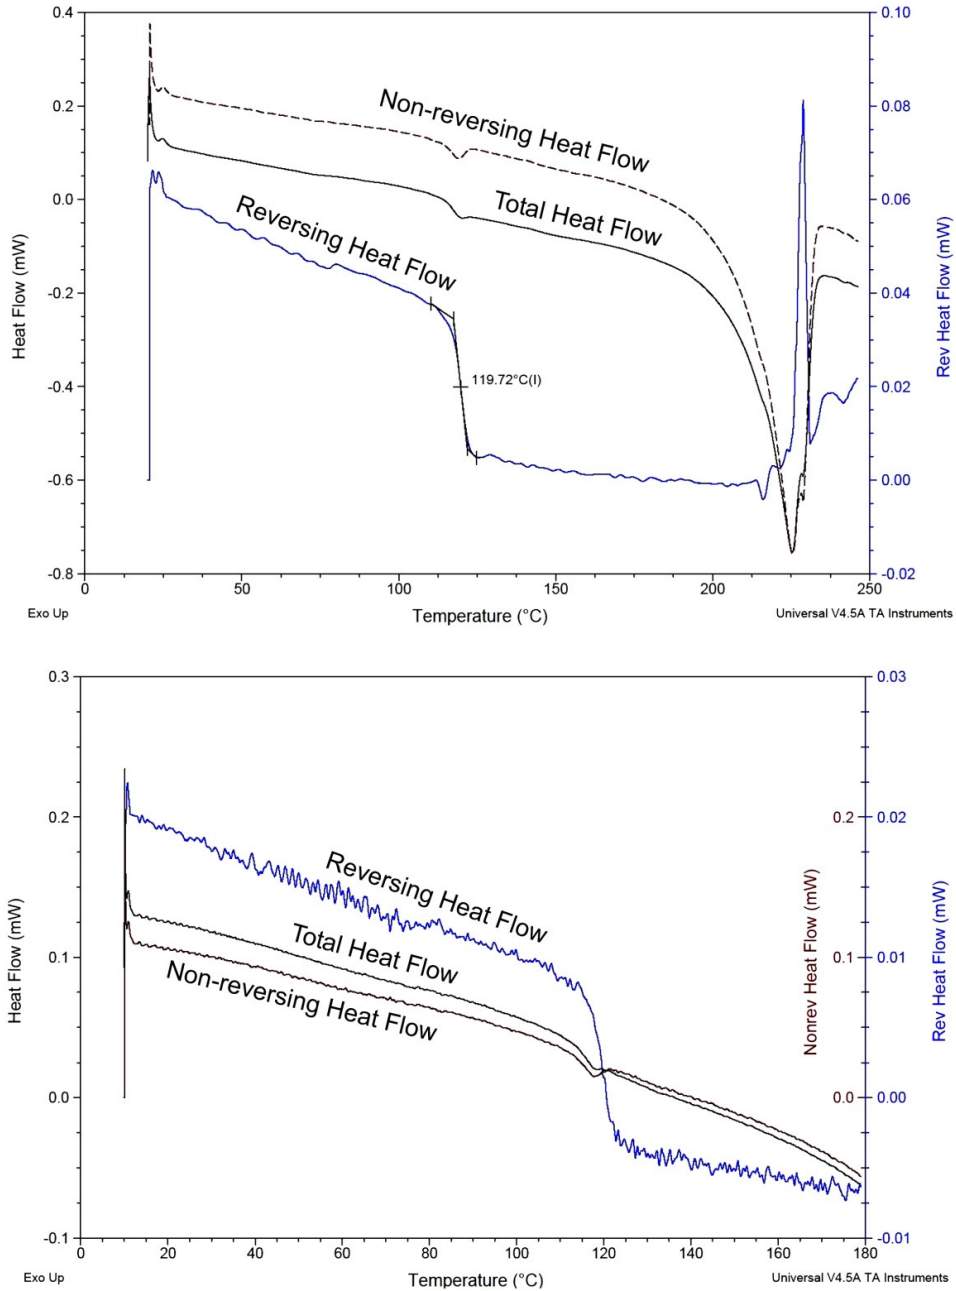 0.4
0.2
0.0
-0.2
-0.4
-0.6
-0.8
Heat Flow (mW)
0.10
0.08
0.06
0.04
0.02
0.00
-0.02
Rev Heat Flow (mW)
Non-reversing Heat Flow
Total Heat Flow
Reversing Heat Flow
119.72°C(I)
0 50 100 150 200 250
Temperature (°C)
Exo Up
Universal V4.5A TA Instruments
0.3
0.2
0.1
0.0
-0.1
Heat Flow (mW)
0.2
0.1
0.0
Nonrev Heat Flow (mW)
0.03
0.02
0.01
0.00
-0.01
Rev Heat Flow (mW)
Reversing Heat Flow
Total Heat Flow
Non-reversing Heat Flow
0 20 40 60 80 100 120 140 160 180
Temperature (°C)
Exo Up
Universal V4.5A TA Instruments